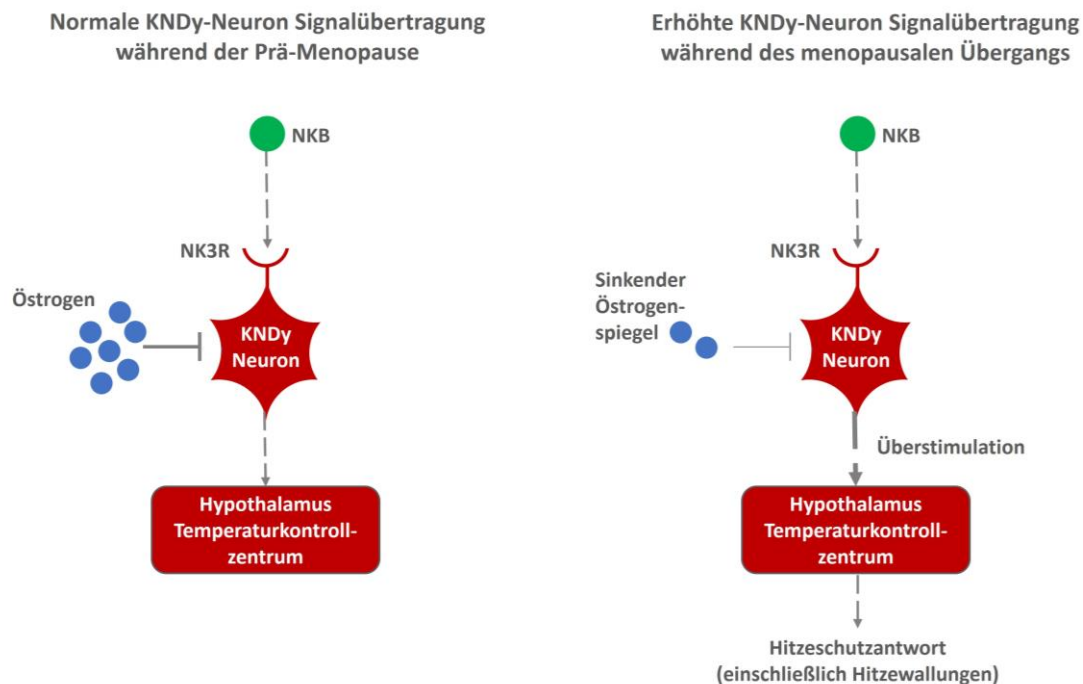 Normale KNDy-Neuron Signalübertragung
während der Prä-Menopause
NKB
NK3R
Östrogen
KNDy
Neuron
Hypothalamus
Temperaturkontroll-
zentrum
Erhöhte KNDy-Neuron Signalübertragung
während des menopausalen Übergangs
NKB
NK3R
Sinkender
Östrogen-
spiegel
KNDy
Neuron
Überstimulation
Hypothalamus
Temperaturkontroll-
zentrum
Hitzeschutzantwort
(einschließlich Hitzewallungen)